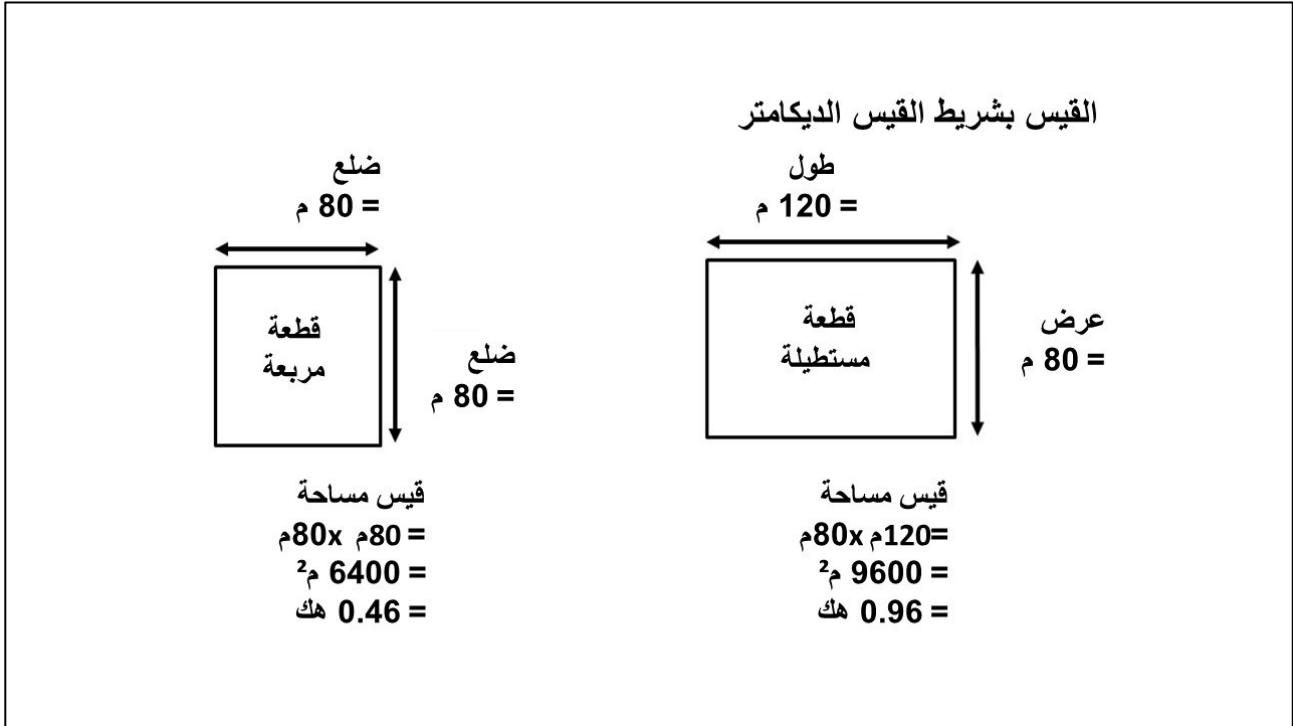 القيس بشريط القيس الديكامتر
طول
= 120 م
عرض
= 80 م
قطعة
مستطيلة
قيس مساحة
=120م x80م
= 9600 م²
= 0.96 هك
ضلع
= 80 م
ضلع
= 80 م
قطعة
مربعة
قيس مساحة
= 80م x80م
= 6400 م²
= 0.46 هك